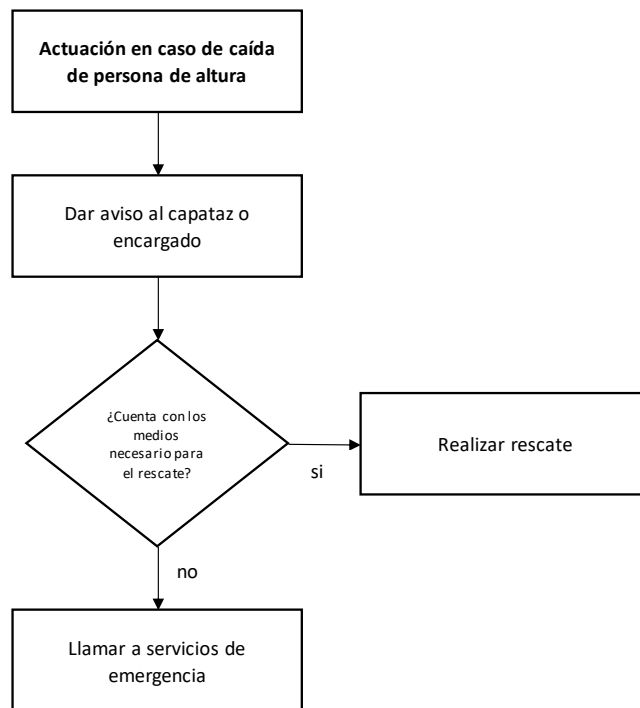 Actuación en caso de caída
de persona de altura
Dar aviso al capataz o
encargado
¿Cuenta con los
medios
necesario para
el rescate?
si
Realizar rescate
no
Llamar a servicios de
emergencia